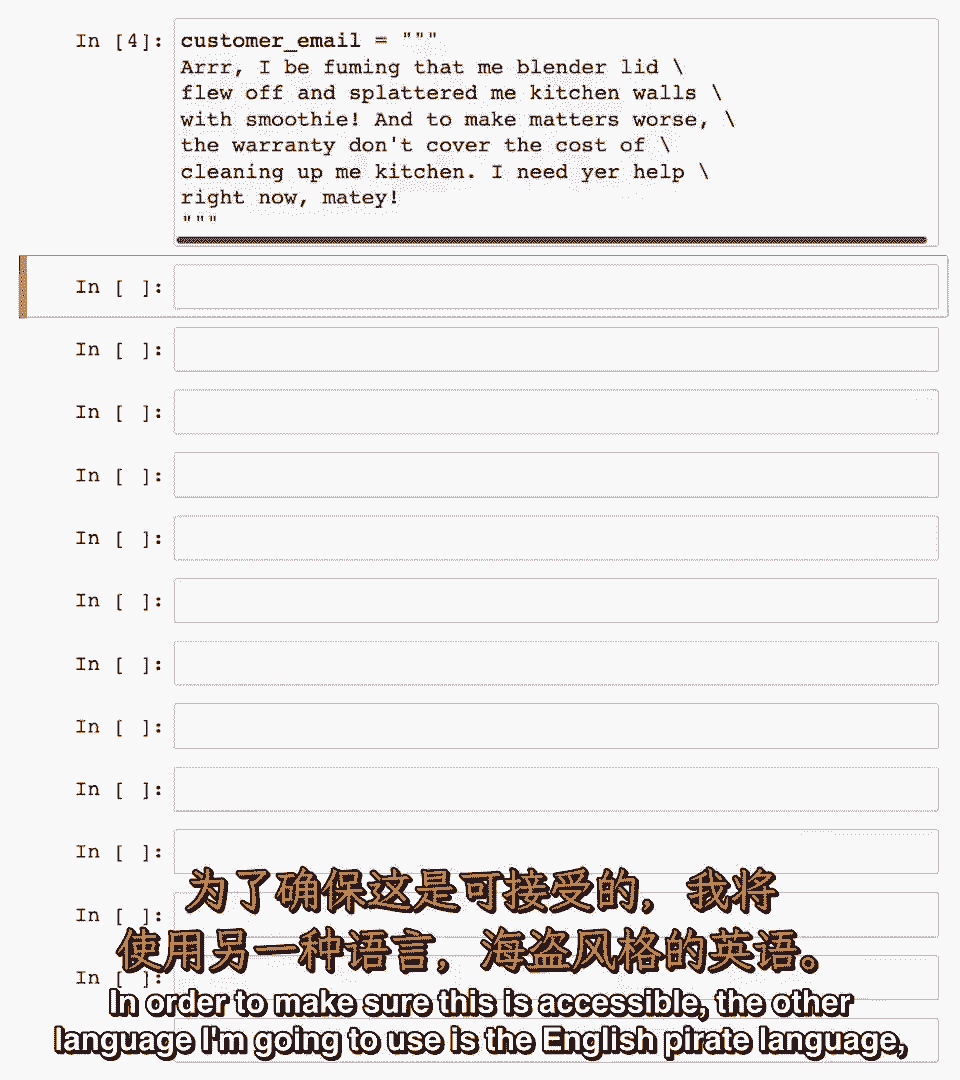 In [4]: customer_email = """
Arrr, I be fuming that me blender lid \
flew off and splattered me kitchen walls \
with smoothie! And to make matters worse, \
the warranty don't cover the cost of \
cleaning up me kitchen. I need yer help \
right now, matey!
"""
In [ ]:
In [ ]:
In [ ]:
In [ ]:
In [ ]:
In [ ]:
In [ ]:
In [ ]:
In [ ]:
In [ ]:
In [ ]:
In [ ]:
为了确保这是可接受的，我将
使用另一种语言，海盗风格的英语。
In order to make sure this is accessible, the other
language I'm going to use is the English pirate language,